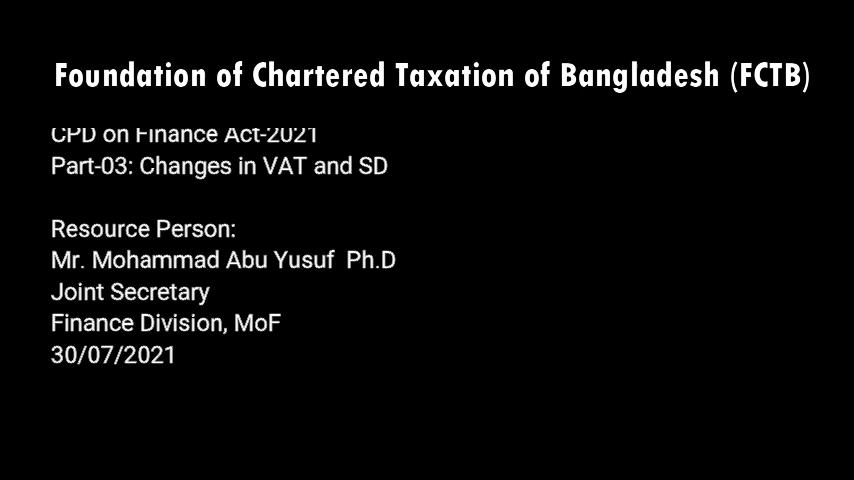 Foundation of Chartered Taxation of Bangladesh (FCTB)
CPD on Finance Act-2021
Part-03: Changes in VAT and SD
Resource Person:
Mr. Mohammad Abu Yusuf Ph.D
Joint Secretary
Finance Division, MoF
30/07/2021